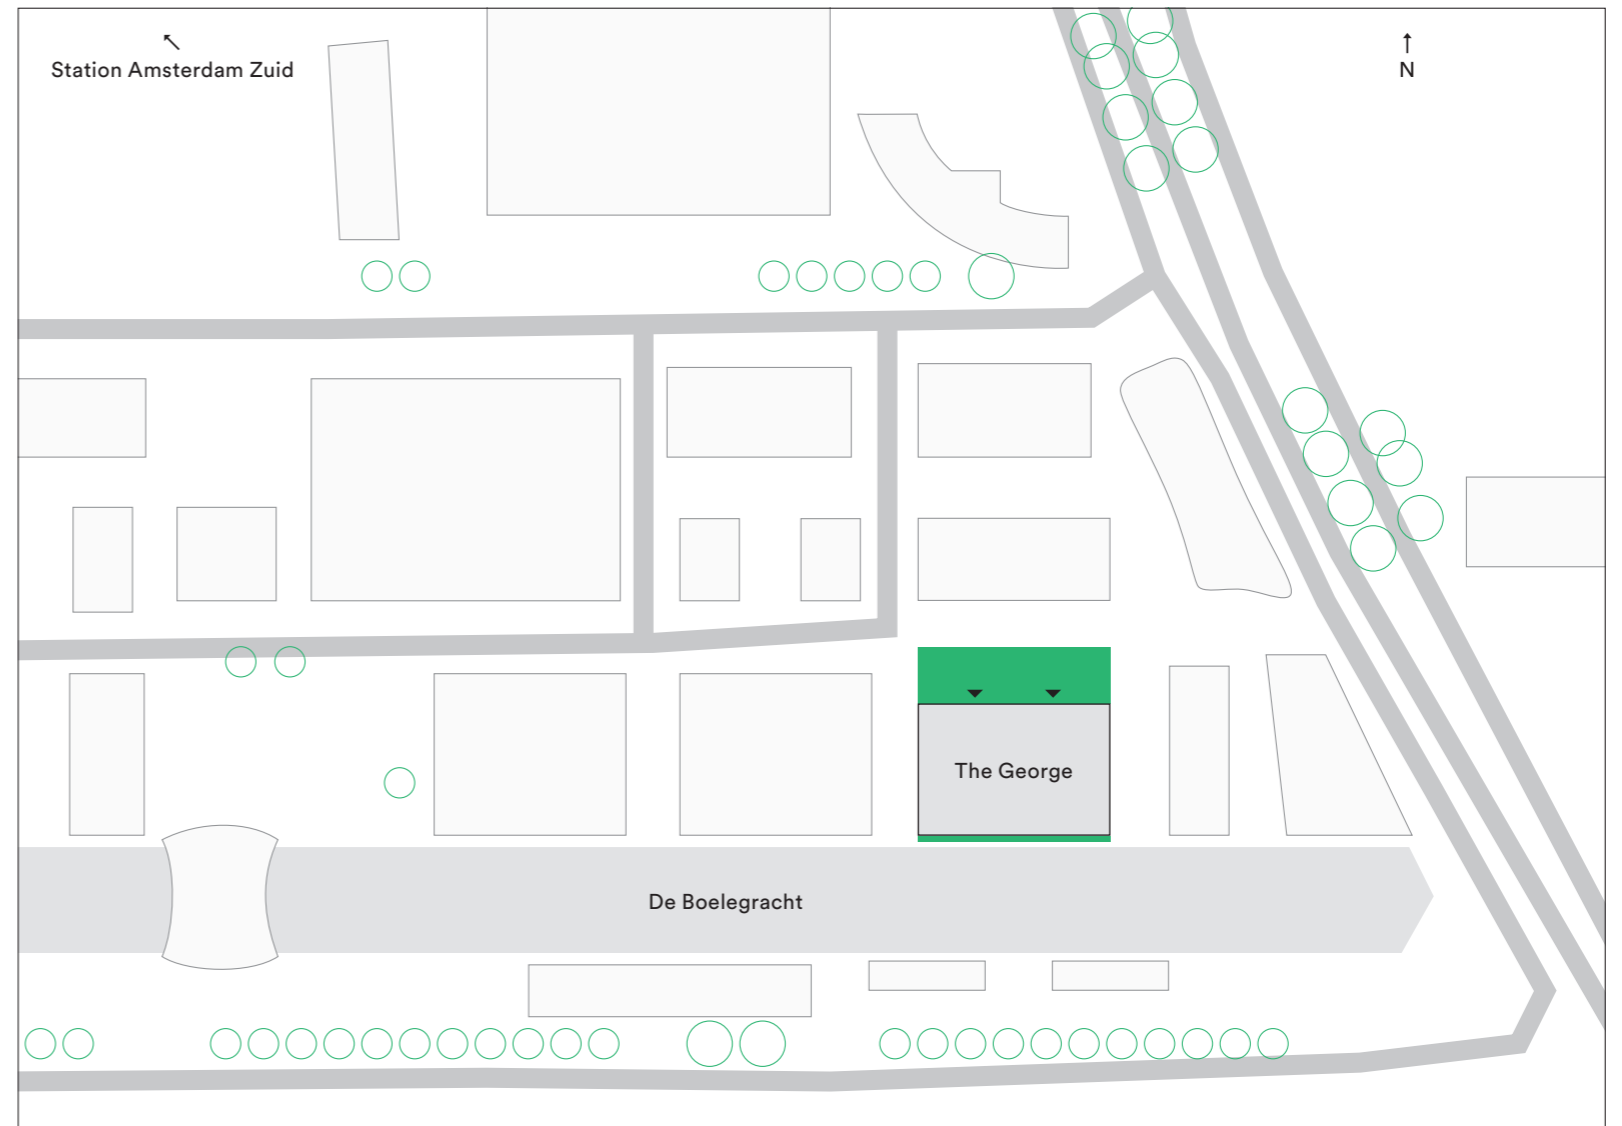 ↖
Station Amsterdam Zuid
↑
N
The George
De Boelegracht